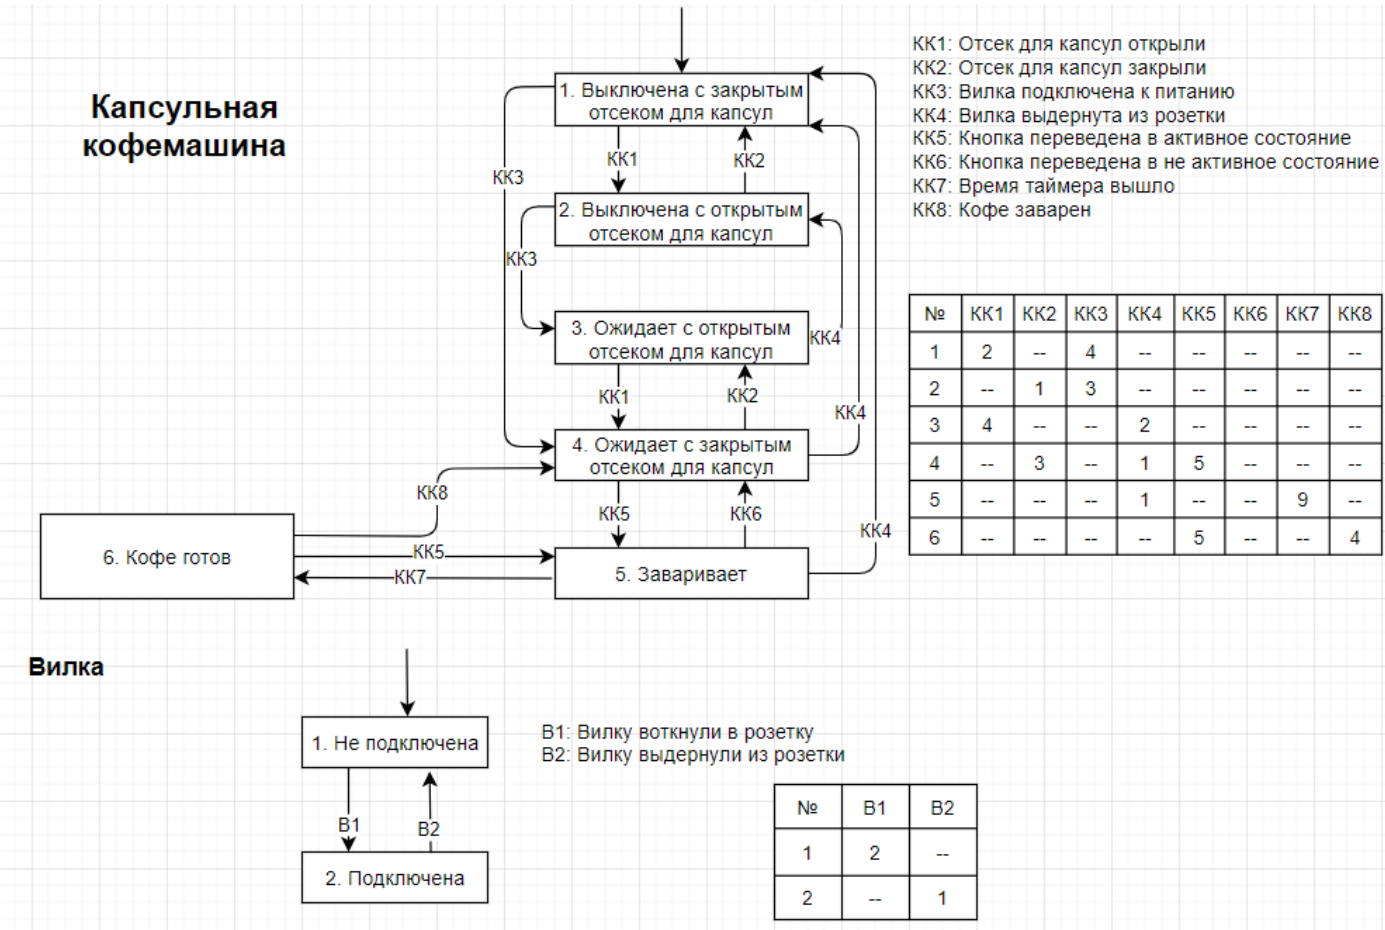 Капсульная
кофемашина
1. Выключена с закрытым
отсеком для капсул
КК1
КК2
КК3
2. Выключена с открытым
отсеком для капсул
КК3
3. Ожидает с открытым
отсеком для капсул
КК4
КК1
КК2
КК4
4. Ожидает с закрытым
отсеком для капсул
КК8
КК5
КК6
КК4
6. Кофе готов
КК5
КК7
5. Заваривает
КК1: Отсек для капсул открыли
КК2: Отсек для капсул закрыли
КК3: Вилка подключена к питанию
КК4: Вилка выдернута из розетки
КК5: Кнопка переведена в активное состояние
КК6: Кнопка переведена в не активное состояние
КК7: Время таймера вышло
КК8: Кофе заварен
№ КК1 КК2 КК3 КК4 КК5 КК6 КК7 КК8
1 2 -- 4 -- -- -- -- --
2 -- 1 3 -- -- -- -- --
3 4 -- -- 2 -- -- -- --
4 -- 3 -- 1 5 -- -- --
5 -- -- -- 1 -- -- 9 --
6 -- -- -- -- 5 -- -- 4
Вилка
1. Не подключена
В1
В2
2. Подключена
В1: Вилку воткнули в розетку
В2: Вилку выдернули из розетки
№ В1 В2
1 2 --
2 -- 1